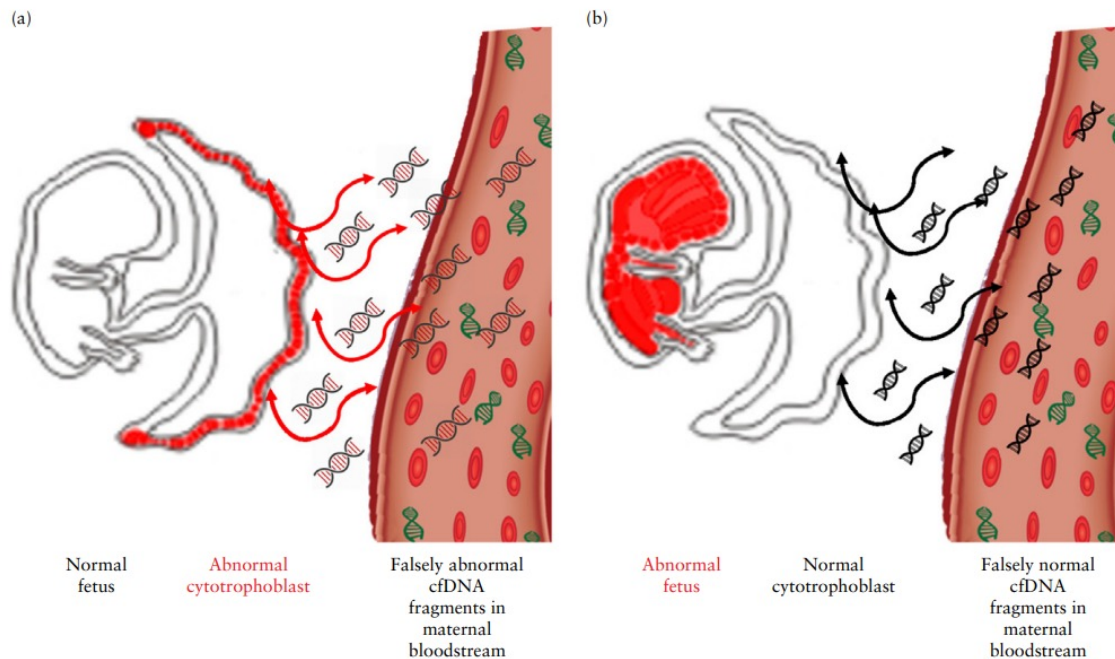 (a)
Normal
fetus
Abnormal
cytotrophoblast
Falsely abnormal
cfDNA
fragments in
maternal
bloodstream
(b)
Abnormal
fetus
Normal
cytotrophoblast
Falsely normal
cfDNA
fragments in
maternal
bloodstream